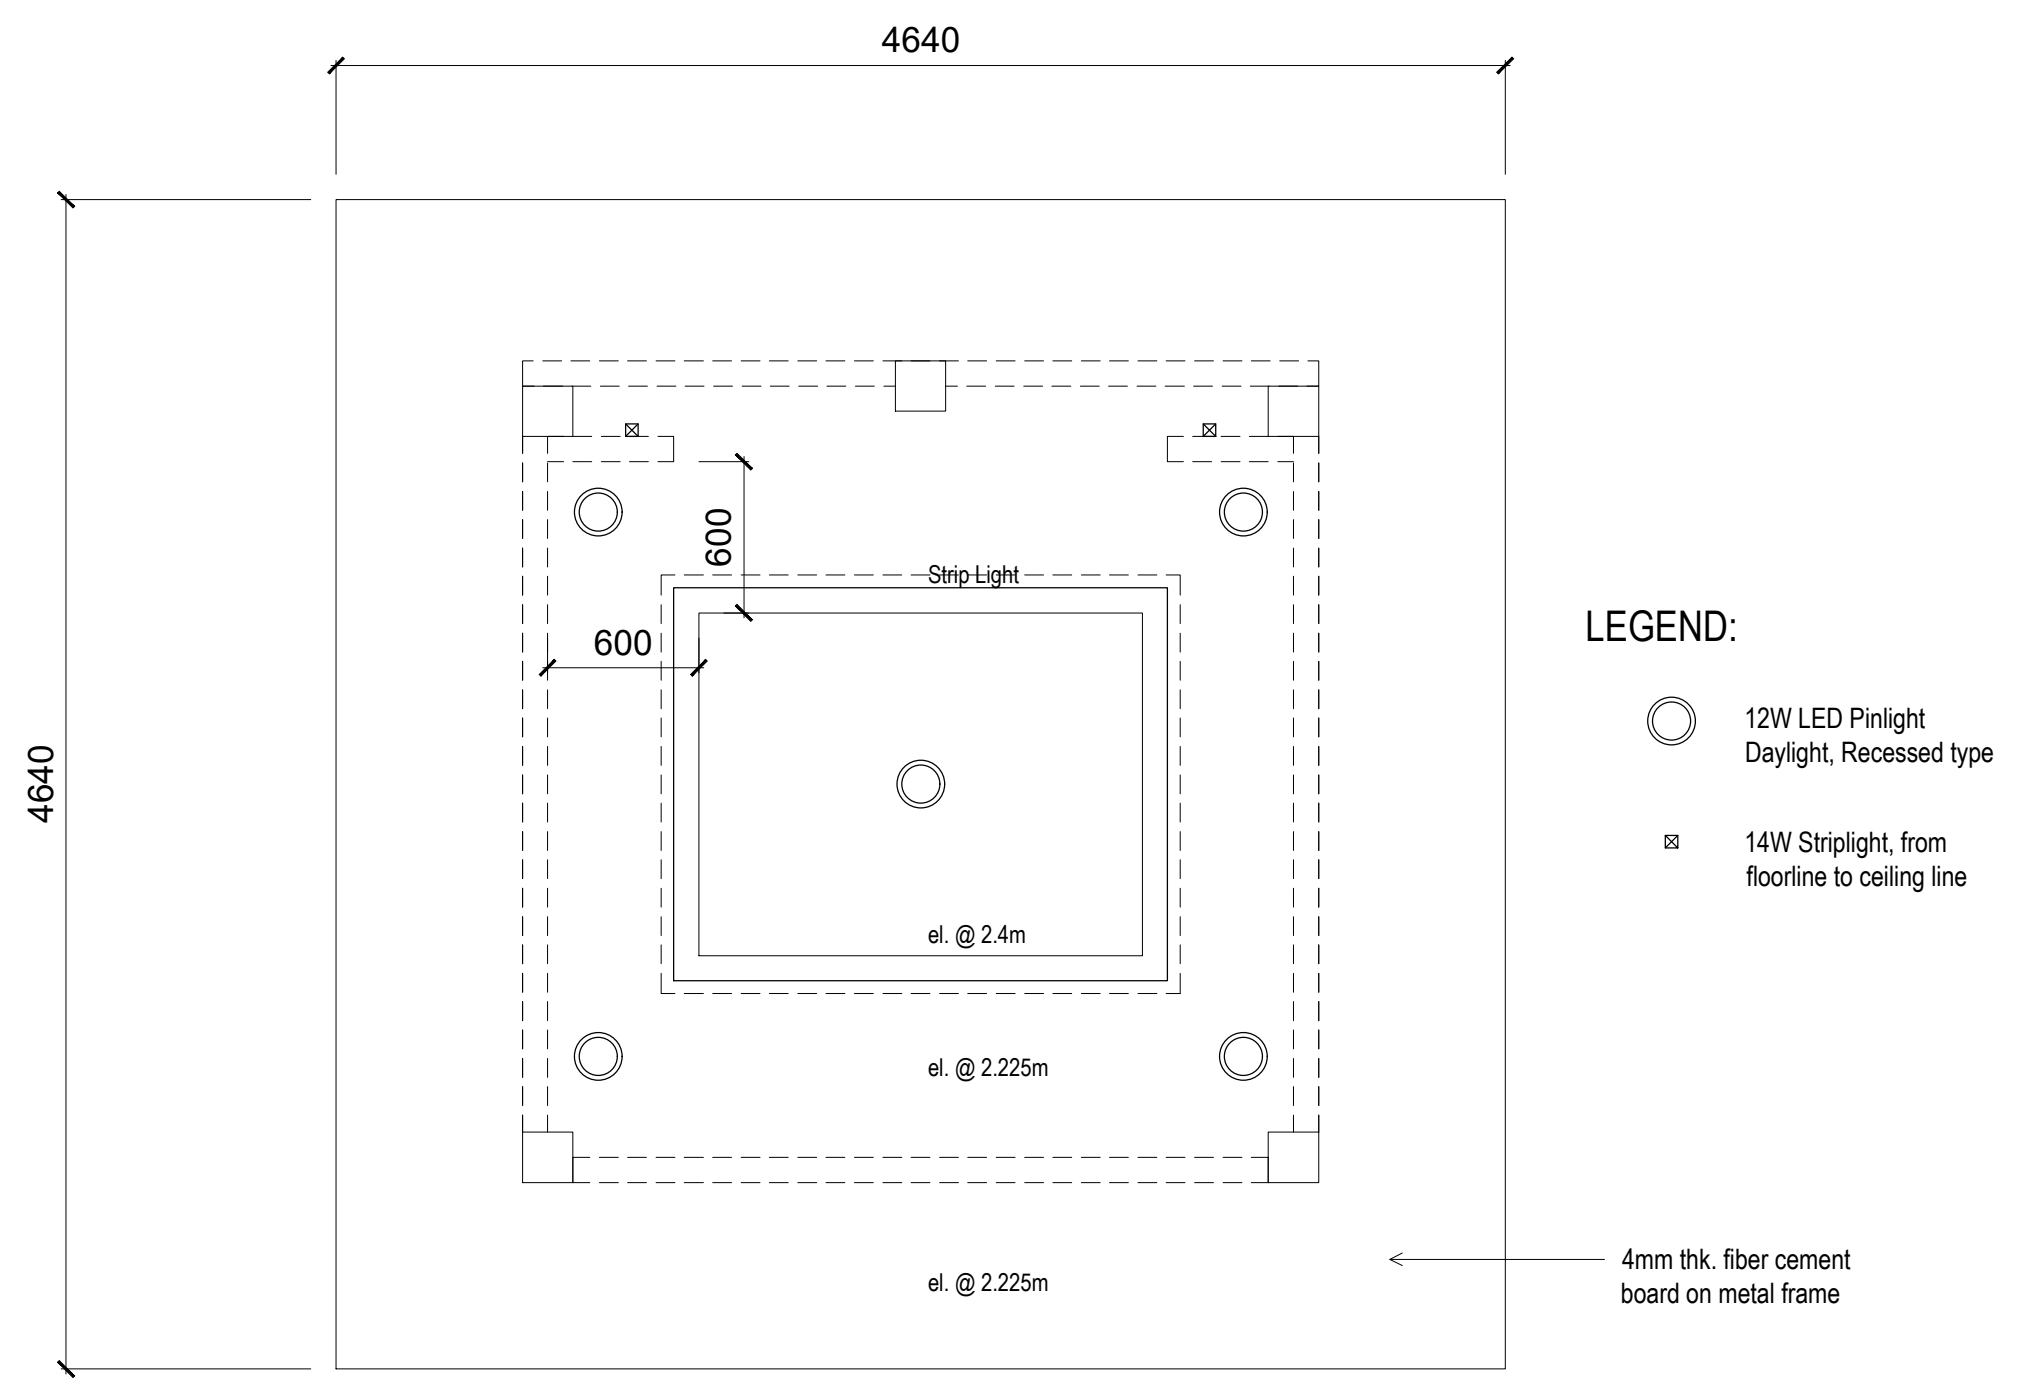 4640
4640
600
Strip Light
600
el. @ 2.4m
el. @ 2.225m
el. @ 2.225m
LEGEND:
12W LED Pinlight
Daylight, Recessed type
14W Striplight, from
floorline to ceiling line
4mm thk. fiber cement
board on metal frame